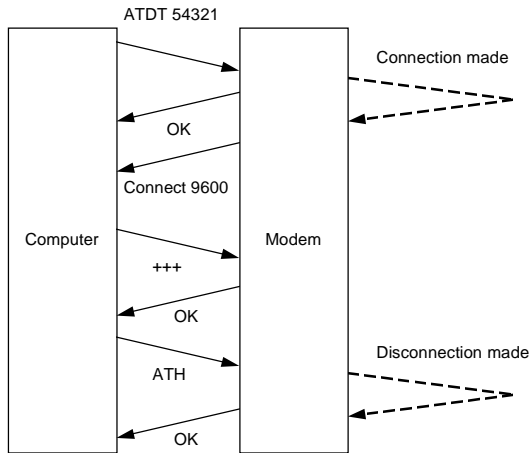 ATDT 54321
Connection made
OK
Connect 9600
Computer
Modem
+++
OK
Disconnection made
ATH
OK